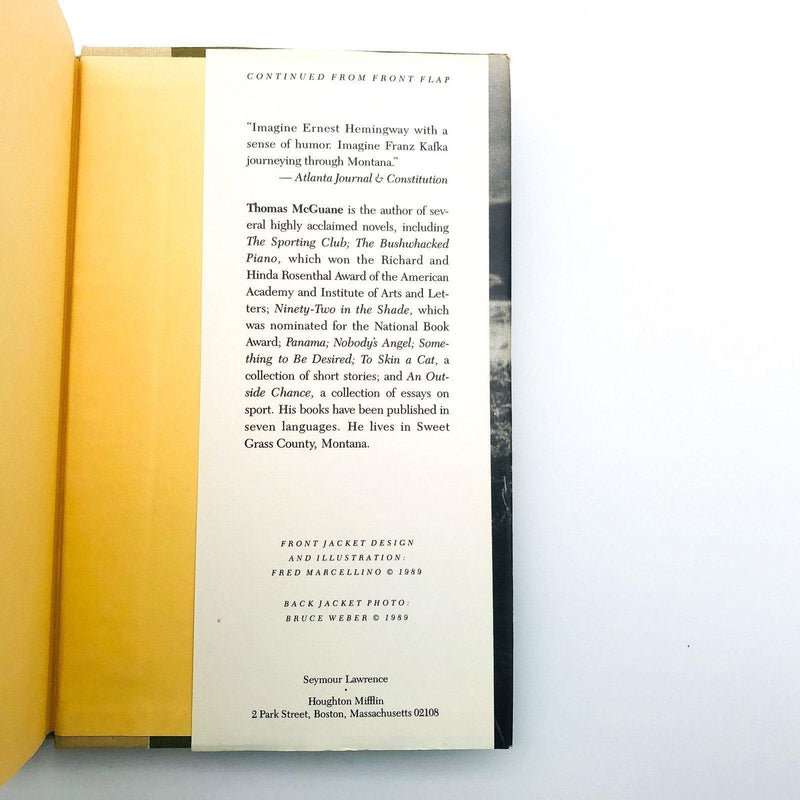 CONTINUED FROM FRONT FLAP
“Imagine Ernest Hemingway with a
sense of humor. Imagine Franz Kafka
journeying through Montana.”
— Atlanta Journal & Constitution
Thomas McGuane is the author of sev-
eral highly acclaimed novels, including
The Sporting Club; The Bushwhacked
Piano, which won the Richard and
Hinda Rosenthal Award of the American
Academy and Institute of Arts and Let-
ters; Ninety-Two in the Shade, which
was nominated for the National Book
Award; Panama; Nobody's Angel; Some-
thing to Be Desired; To Skin a Cat, a
collection of short stories; and An Out-
side Chance, a collection of essays on
sport. His books have been published in
seven languages. He lives in Sweet
Grass County, Montana.
FRONT JACKET DESIGN
AND ILLUSTRATION:
FRED MARCELLINO © 1989
BACK JACKET PHOTO:
BRUCE WEBER © 1989
Seymour Lawrence
•
Houghton Mifflin
2 Park Street, Boston, Massachusetts 02108